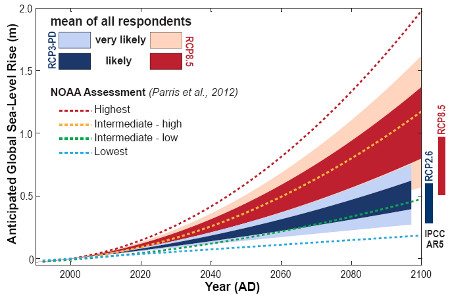 mean of all respondents
RCP3-PD
very likely
likely
RCP8.5
NOAA Assessment (Parris et al., 2012)
Highest
Intermediate - high
Intermediate - low
Lowest
Anticipated Global Sea-Level Rise (m)
2.0
1.5
1.0
0.5
0
2000
2020
2040
2060
2080
2100
Year (AD)
RCP2.6
RCP8.5
IPCC
AR5